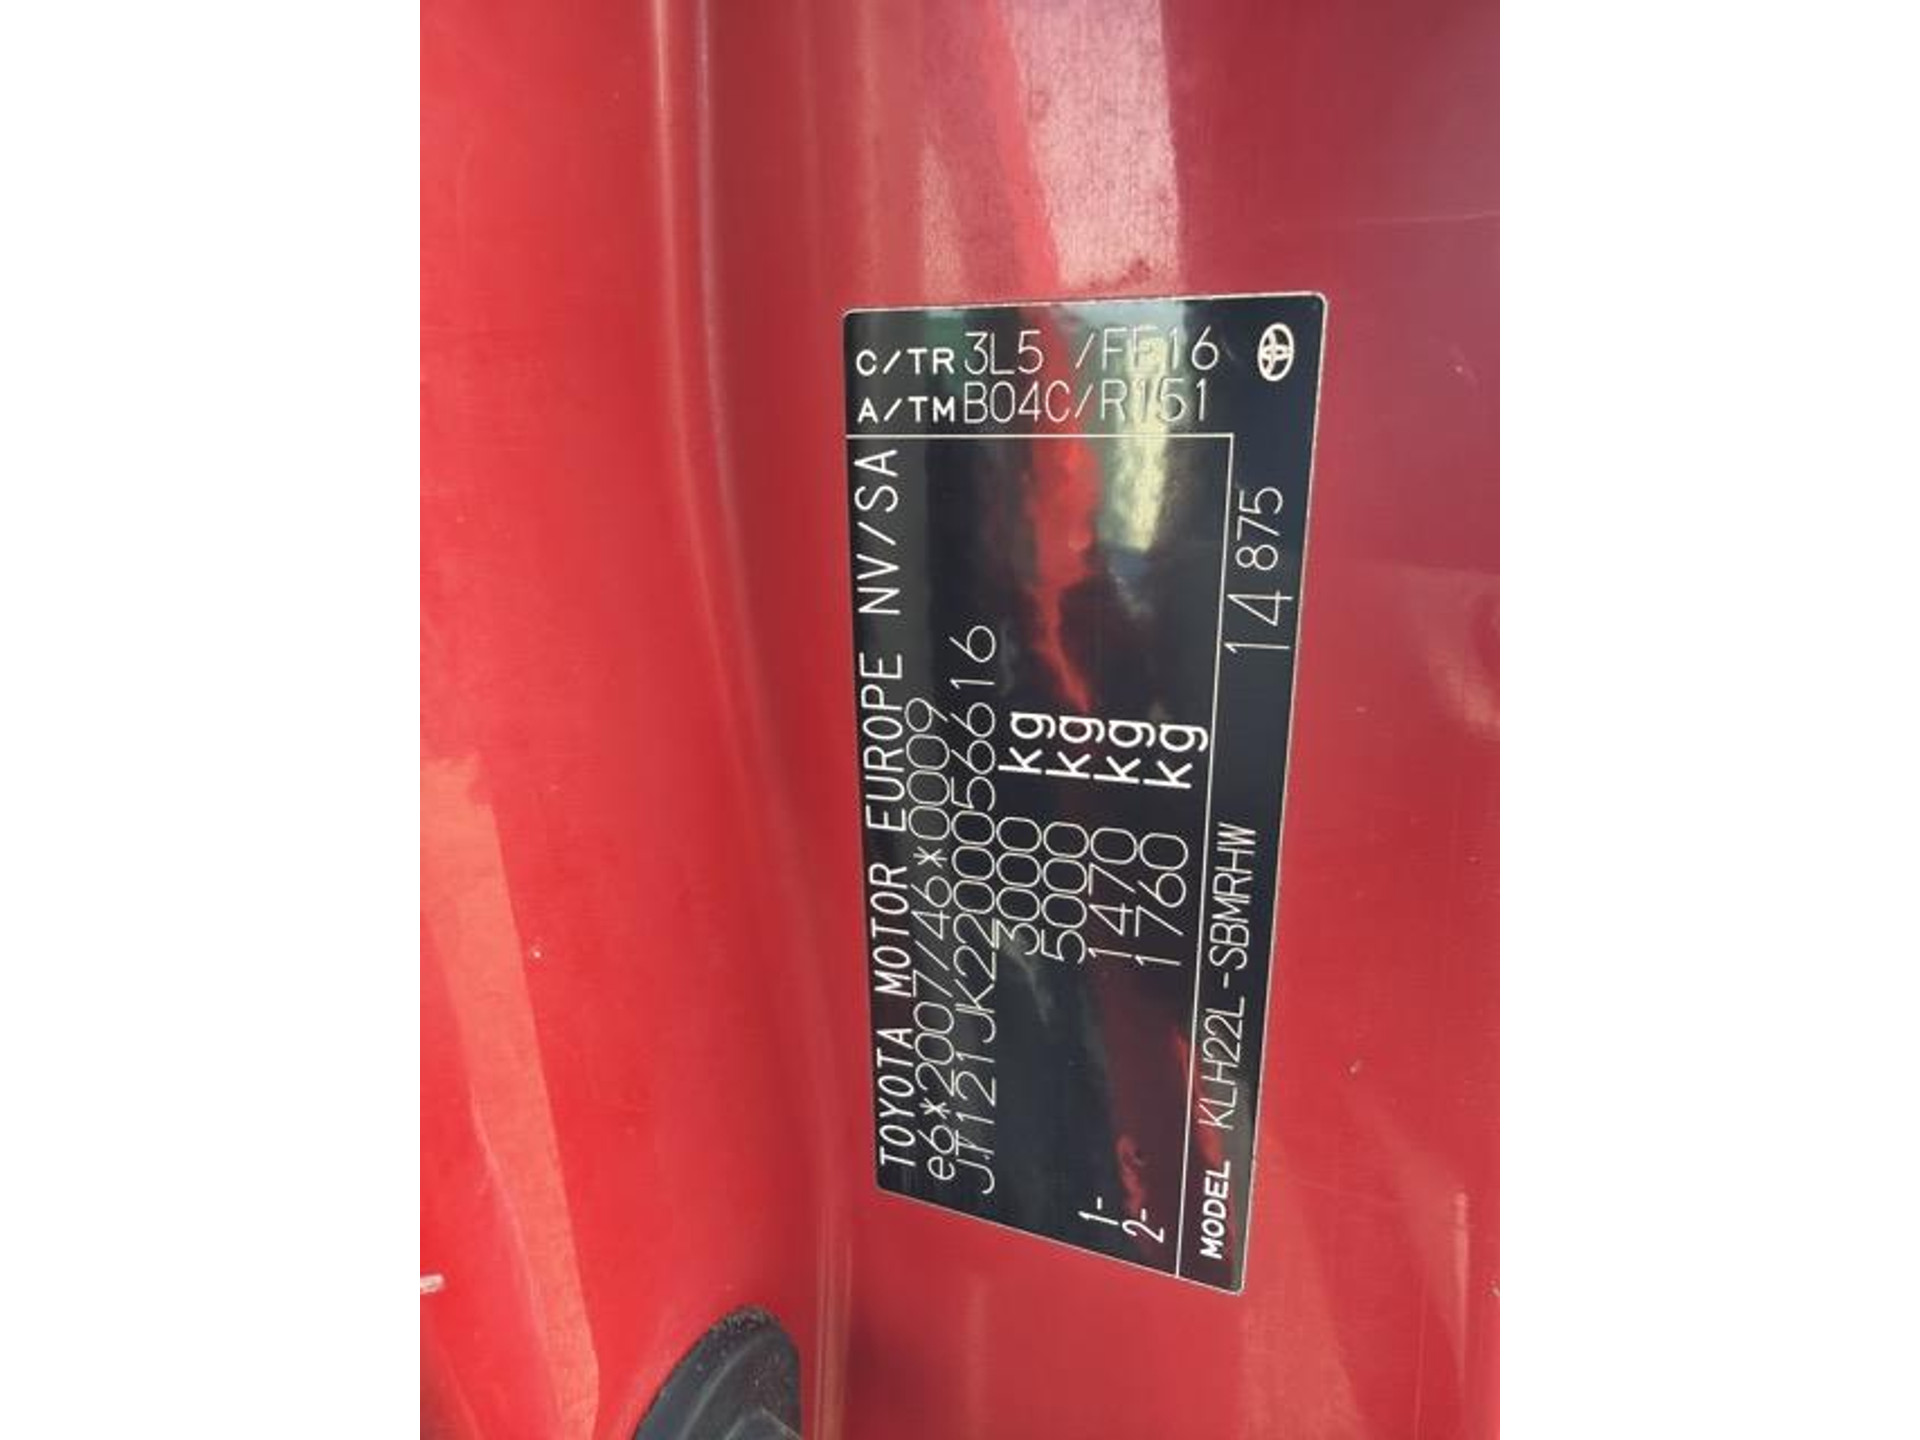 TOYOTA MOTOR EUROPE NV/SA
e6*2007/46*0009
JT121JK2200056616
3000 kg
5000 kg
1- 1470 kg
2- 1760 kg
MODEL KLH22L-SBMRHW 14 875
C/TR 3L5 /FE16
A/TM B04C/R151